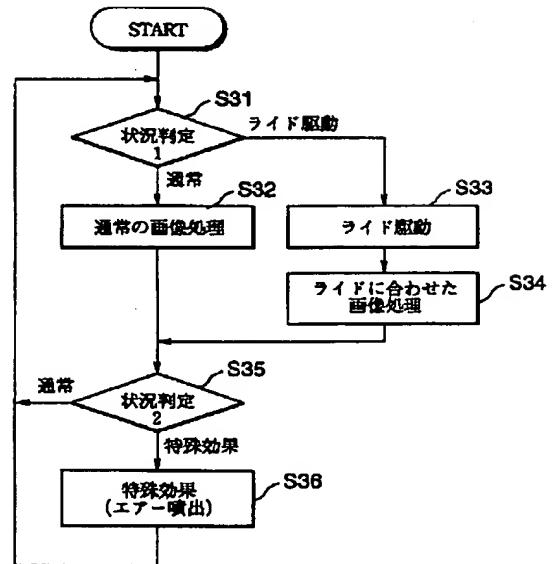 START
S31
状況判定
1
ライド駆動
通常
S32
通常の画像処理
S33
ライド駆動
ライドに合わせた
画像処理
S34
S35
通常
状況判定
2
特殊効果
S36
特殊効果
(エアー噴出)